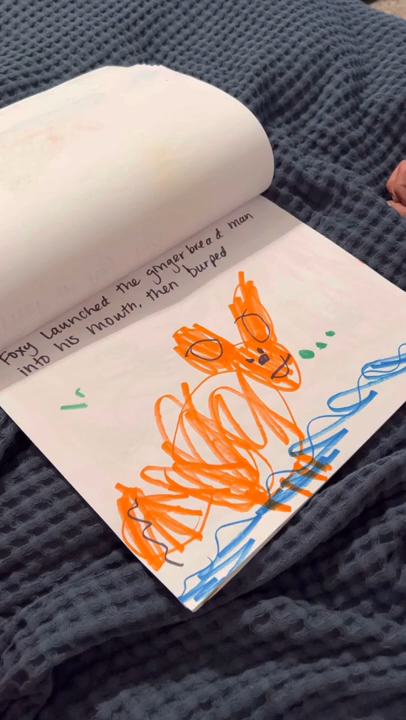 Foxy launched the gingerbread man
into his mouth, then burped